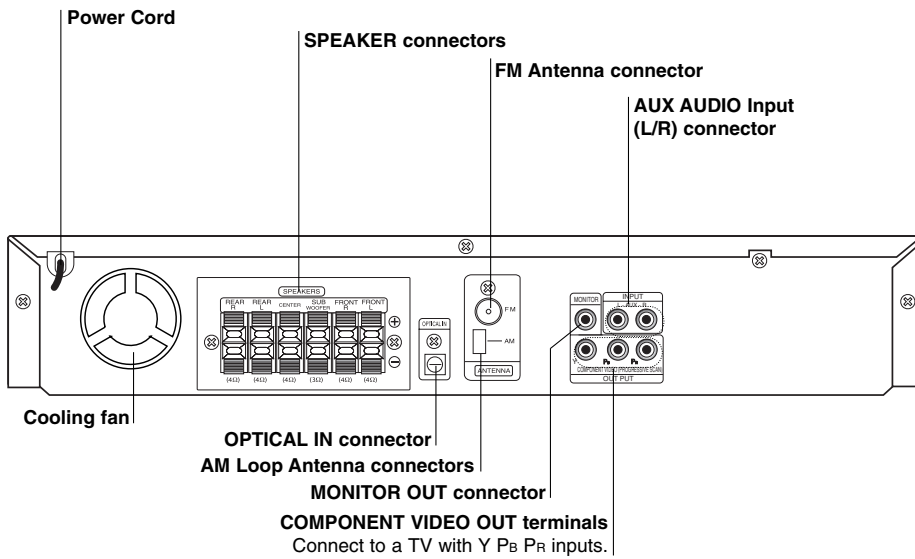 Power Cord
SPEAKER connectors
FM Antenna connector
AUX AUDIO Input
(L/R) connector
SPEAKERS
REAR R
REAR L
CENTER
SUB WOOFER
FRONT R
FRONT L
+
−
(4Ω) (4Ω) (4Ω) (3Ω) (4Ω) (4Ω)
OPTICAL IN
FM
AM
ANTENNA
MONITOR
INPUT
L AUX R
Y PB PR
COMPONENT VIDEO (PROGRESSIVE SCAN)
OUTPUT
Cooling fan
OPTICAL IN connector
AM Loop Antenna connectors
MONITOR OUT connector
COMPONENT VIDEO OUT terminals
Connect to a TV with Y PB PR inputs.